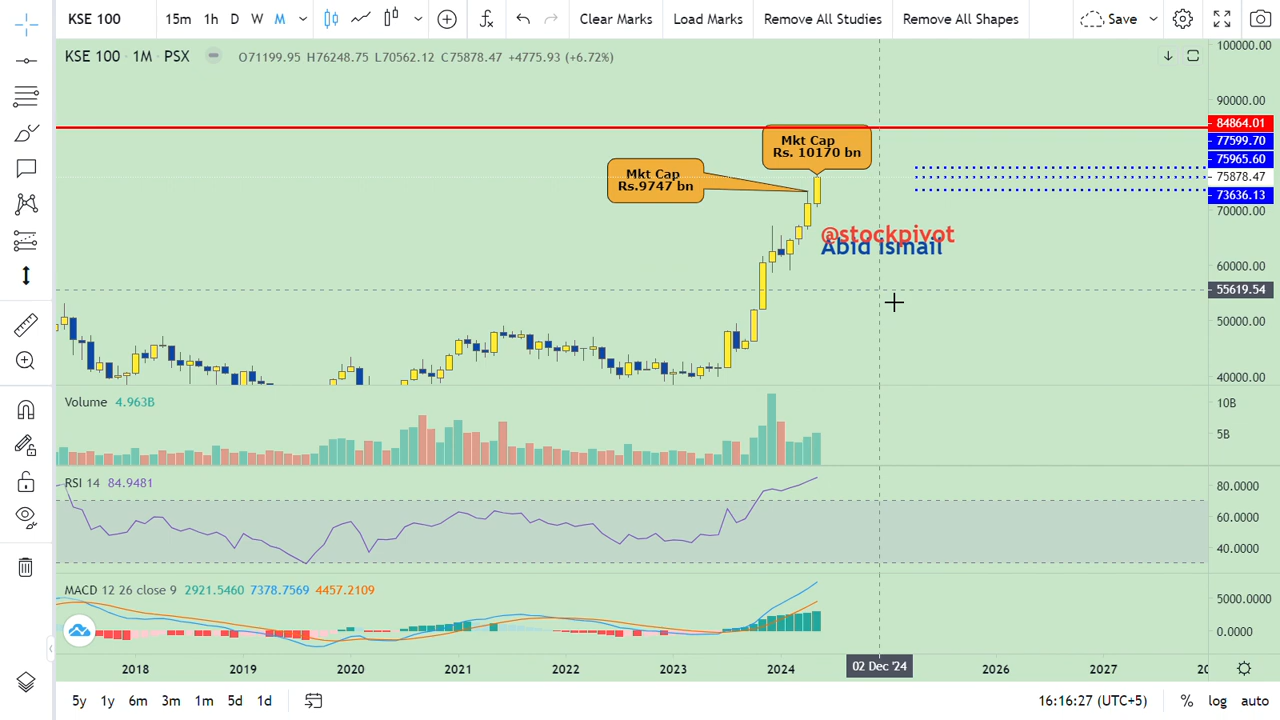 KSE 100 15m 1h D W M Clear Marks Load Marks Remove All Studies Remove All Shapes Save
KSE 100 1M PSX O71199.95 H76248.75 L70562.12 C75878.47 +4775.93 (+6.72%)
100000.00
90000.00
84864.01
77599.70
75965.60
75878.47
73636.13
70000.00
60000.00
55619.54
50000.00
40000.00
Mkt Cap
Rs. 10170 bn
Mkt Cap
Rs.9747 bn
@stockpivot
Abid Ismail
Volume 4.963B
10B
5B
RSI 14 84.9481
80.0000
60.0000
40.0000
MACD 12 26 close 9 2921.5460 7378.7569 4457.2109
5000.0000
0.0000
2018 2019 2020 2021 2022 2023 2024 02 Dec '24 2026 2027 20
5y 1y 6m 3m 1m 5d 1d 16:16:27 (UTC+5) % log auto